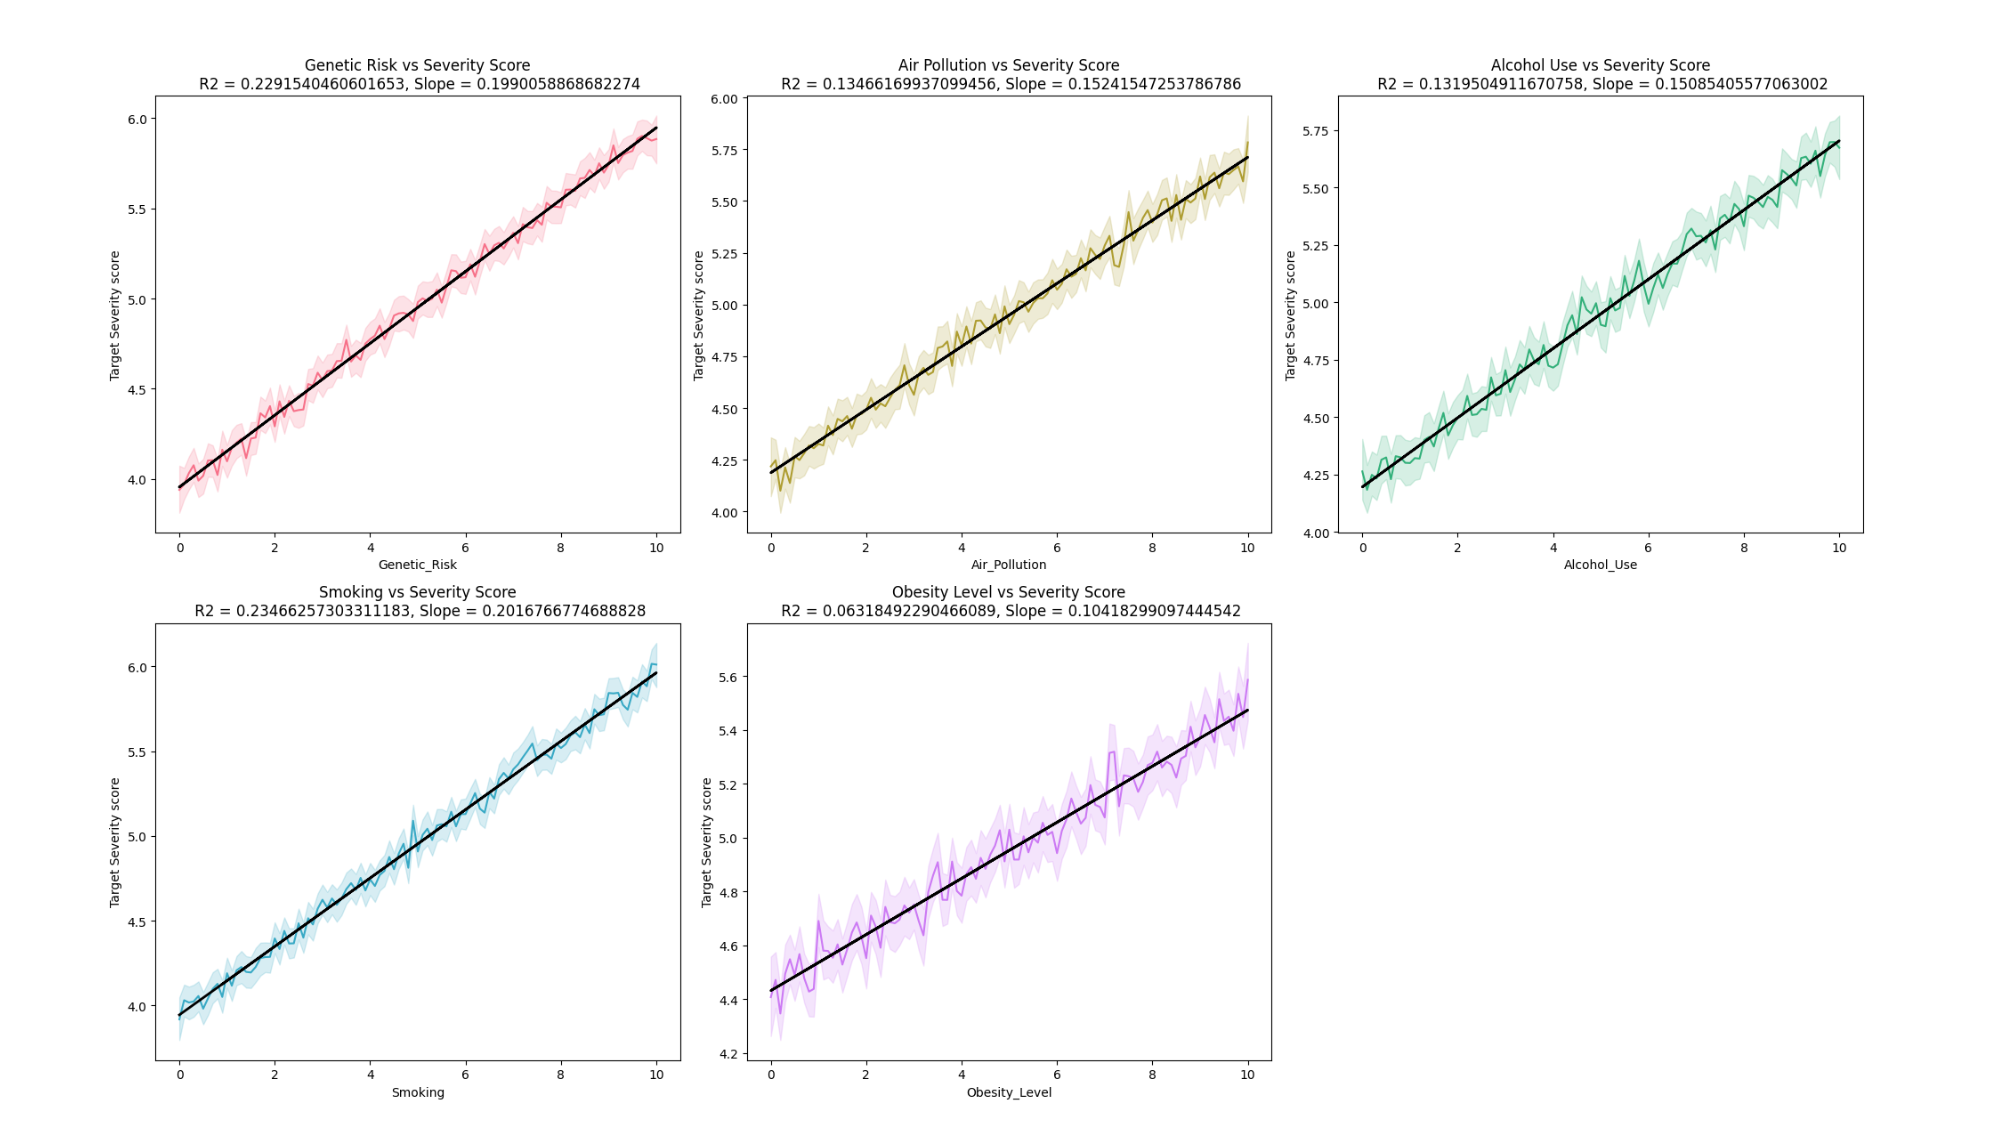 Genetic Risk vs Severity Score
R2 = 0.2291540460601653, Slope = 0.1990058868682274
6.0
5.5
5.0
4.5
4.0
Target Severity score
0 2 4 6 8 10
Genetic_Risk
Air Pollution vs Severity Score
R2 = 0.13466169937099456, Slope = 0.15241547253786786
6.00
5.75
5.50
5.25
5.00
4.75
4.50
4.25
4.00
Target Severity score
0 2 4 6 8 10
Air_Pollution
Alcohol Use vs Severity Score
R2 = 0.1319504911670758, Slope = 0.15085405577063002
5.75
5.50
5.25
5.00
4.75
4.50
4.25
4.00
Target Severity score
0 2 4 6 8 10
Alcohol_Use
Smoking vs Severity Score
R2 = 0.23466257303311183, Slope = 0.2016766774688828
6.0
5.5
5.0
4.5
4.0
Target Severity score
0 2 4 6 8 10
Smoking
Obesity Level vs Severity Score
R2 = 0.06318492290466089, Slope = 0.10418299097444542
5.6
5.4
5.2
5.0
4.8
4.6
4.4
4.2
Target Severity score
0 2 4 6 8 10
Obesity_Level